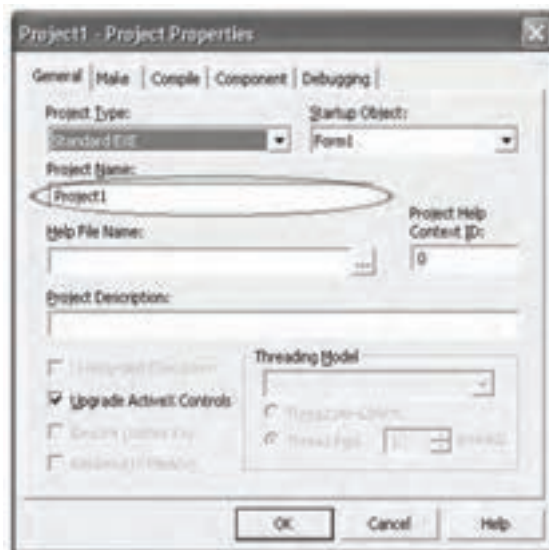 Project1 - Project Properties
General Make Compile Component Debugging
Project Type:
Startup Object:
Standard EXE
Form1
Project Name:
Project1
Project Help
Context ID:
Help File Name:
...
0
Project Description:
Threading Model
Upgrade ActiveX Controls
OK Cancel Help